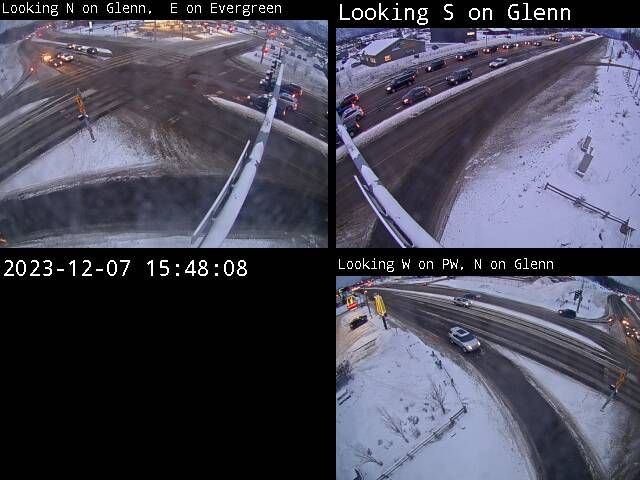 Looking N on Glenn,  E on Evergreen
Looking S on Glenn
2023-12-07 15:48:08
Looking W on PW, N on Glenn